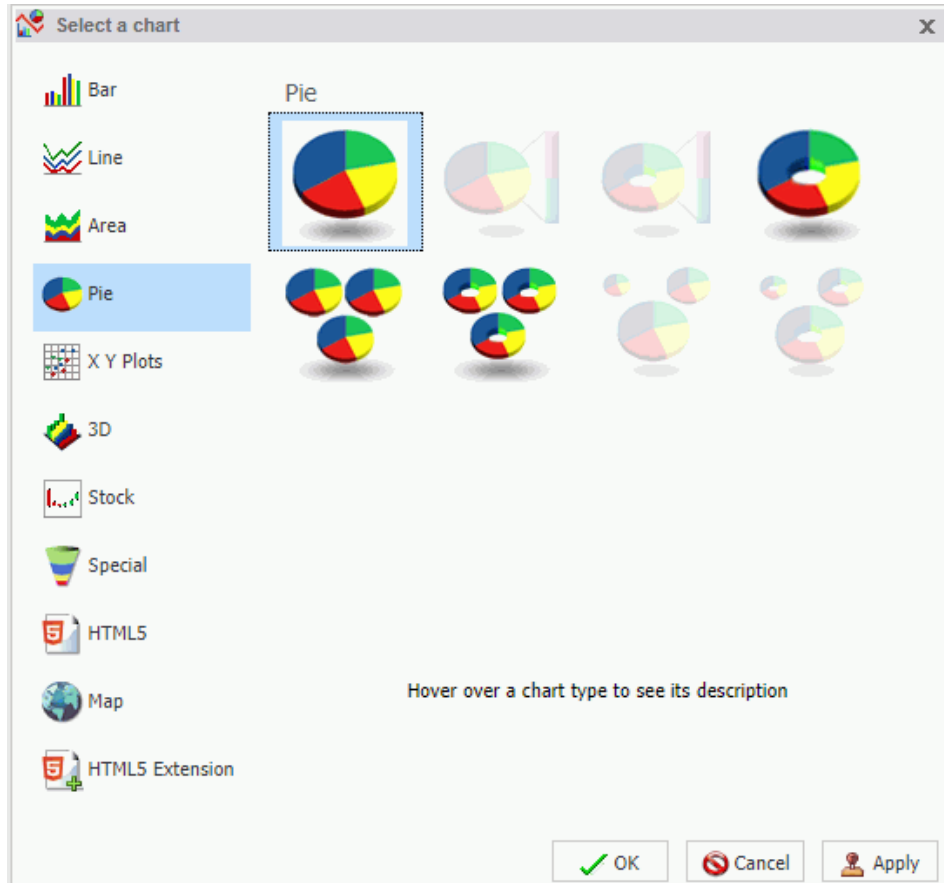 Select a chart
x
Bar
Line
Area
Pie
X Y Plots
3D
Stock
Special
HTML5
Map
HTML5 Extension
Pie
Hover over a chart type to see its description
OK
Cancel
Apply